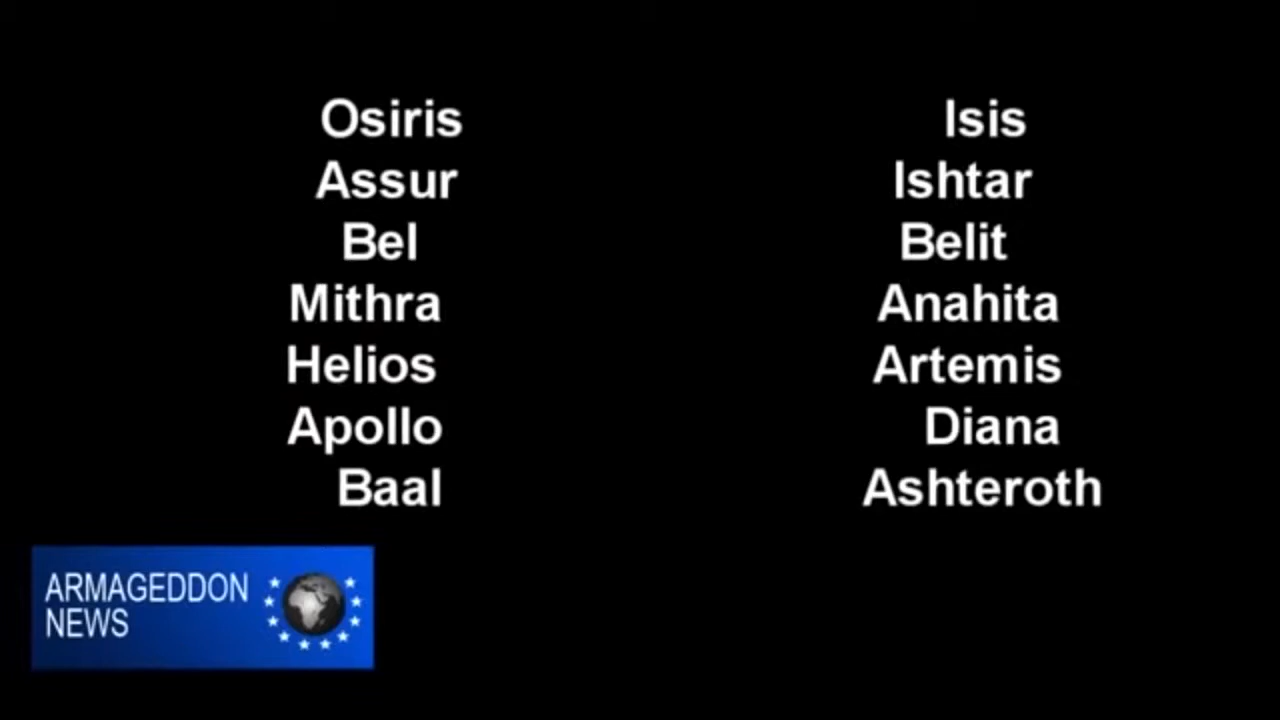 Osiris Isis
Assur Ishtar
Bel Belit
Mithra Anahita
Helios Artemis
Apollo Diana
Baal Ashteroth
ARMAGEDDON
NEWS